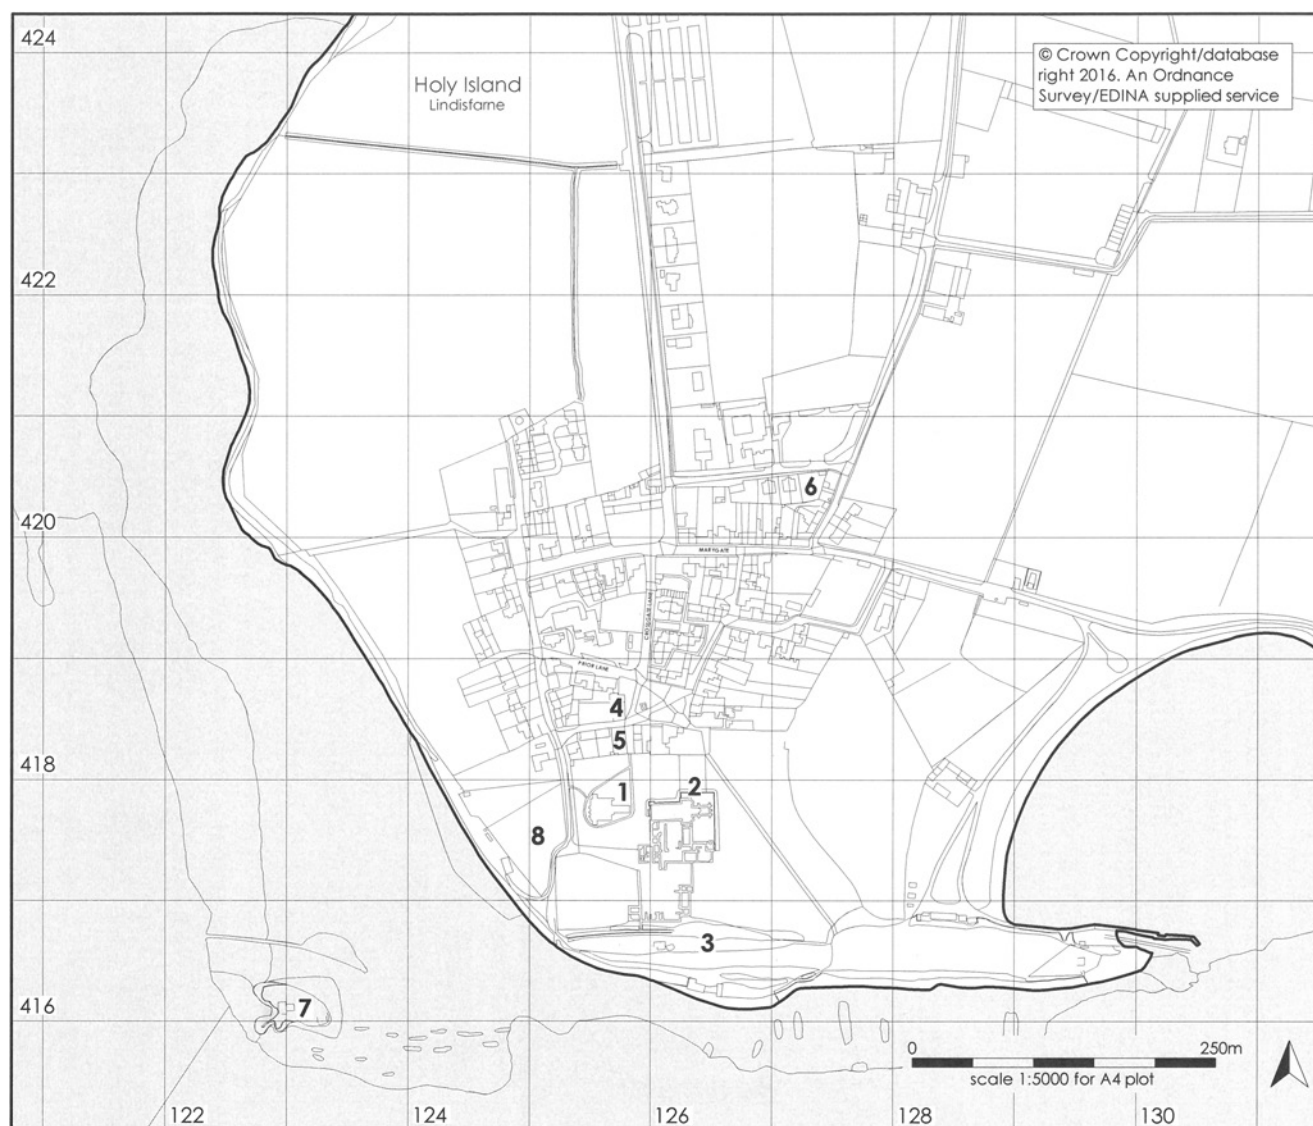 424
Holy Island
Lindisfarne
© Crown Copyright/database
right 2016. An Ordnance
Survey/EDINA supplied service
422
6
420
MARYGATE
CROSSGATE LANE
PRIOR LANE
4
5
418
1
2
8
3
7
416
0
250m
scale 1:5000 for A4 plot
122
124
126
128
130